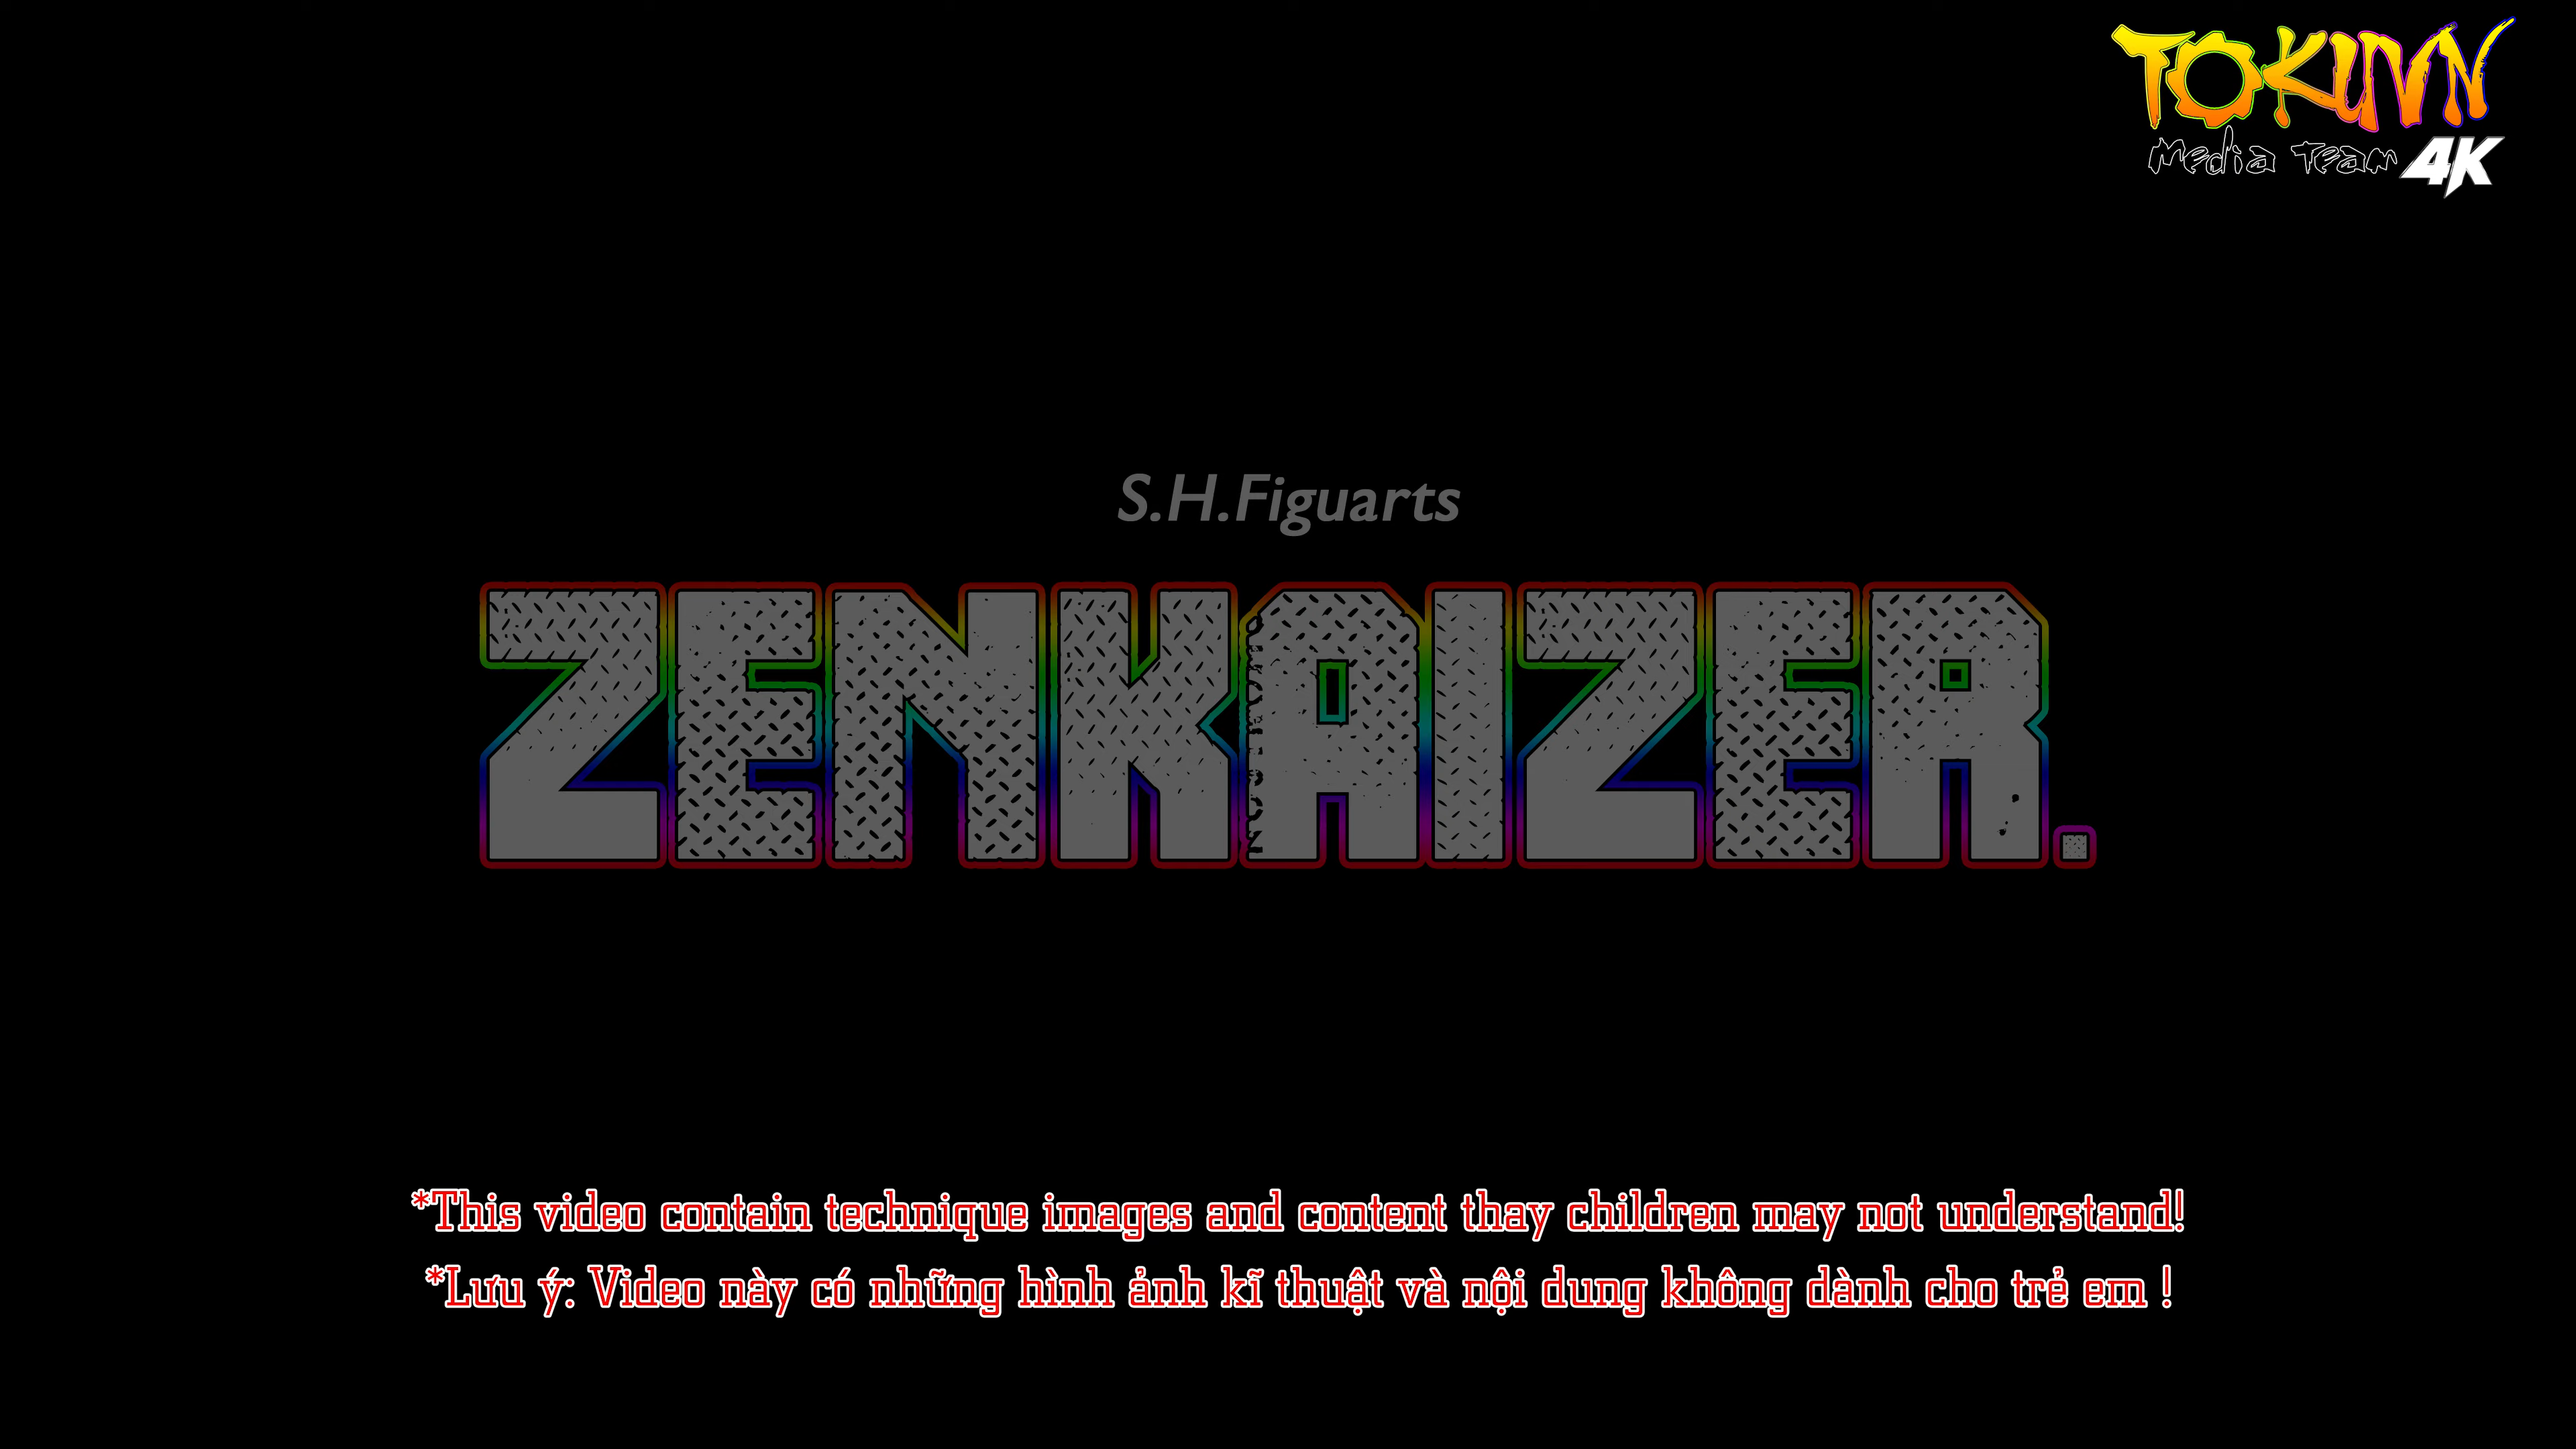 TOKUVN
Media Team 4K
S.H.Figuarts
ZENKAIZER.
*This video contain technique images and content thay children may not understand!
*Lưu ý: Video này có những hình ảnh kĩ thuật và nội dung không dành cho trẻ em !